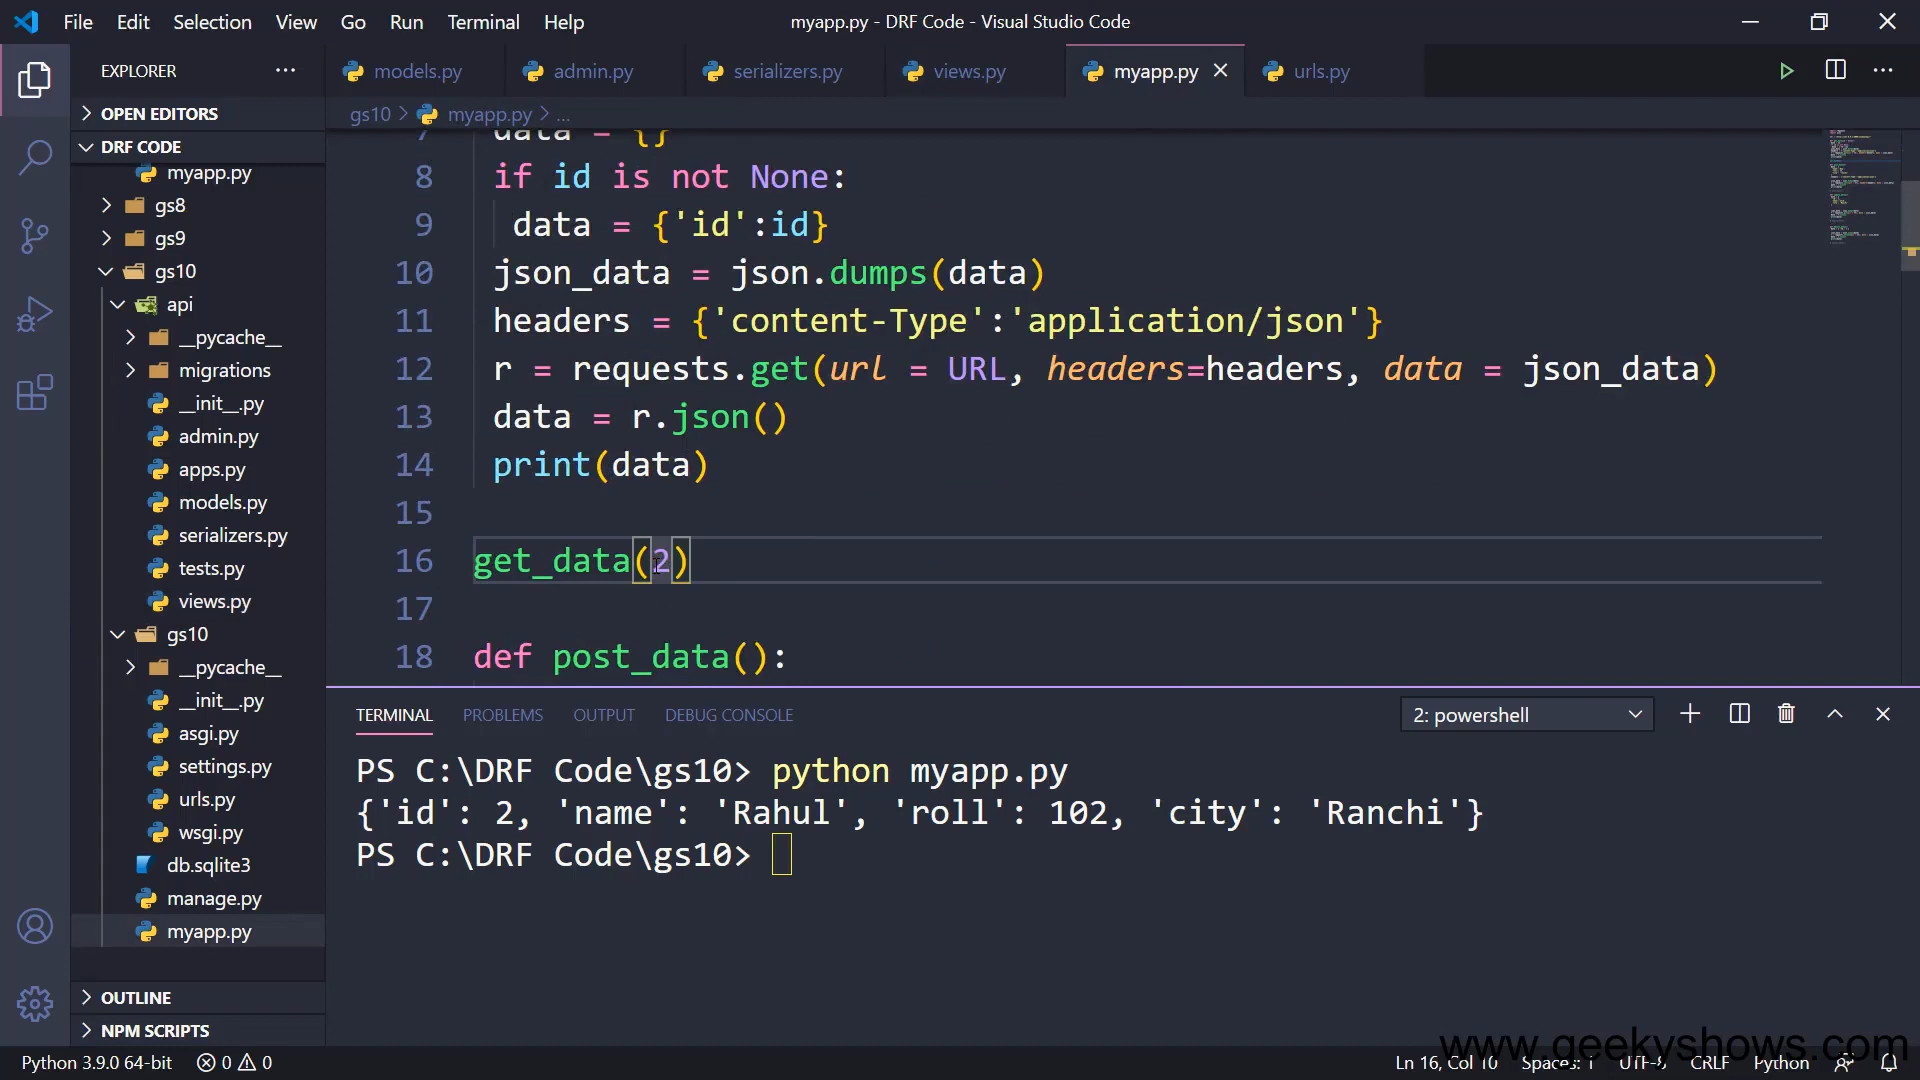 File Edit Selection View Go Run Terminal Help
myapp.py - DRF Code - Visual Studio Code
EXPLORER
models.py admin.py serializers.py views.py myapp.py urls.py
OPEN EDITORS
gs10 > myapp.py > ...
DRF CODE
myapp.py
gs8
gs9
gs10
api
__pycache__
migrations
__init__.py
admin.py
apps.py
models.py
serializers.py
tests.py
views.py
gs10
__pycache__
__init__.py
asgi.py
settings.py
urls.py
wsgi.py
db.sqlite3
manage.py
myapp.py
OUTLINE
NPM SCRIPTS
7 data = {}
8 if id is not None:
9 data = {'id':id}
10 json_data = json.dumps(data)
11 headers = {'content-Type':'application/json'}
12 r = requests.get(url = URL, headers=headers, data = json_data)
13 data = r.json()
14 print(data)
15
16 get_data(2)
17
18 def post_data():
TERMINAL PROBLEMS OUTPUT DEBUG CONSOLE
2: powershell
PS C:\DRF Code\gs10> python myapp.py
{'id': 2, 'name': 'Rahul', 'roll': 102, 'city': 'Ranchi'}
PS C:\DRF Code\gs10>
www.geekyshows.com
Python 3.9.0 64-bit 0 0
Ln 16, Col 10 Spaces: 1 UTF-8 CRLF Python